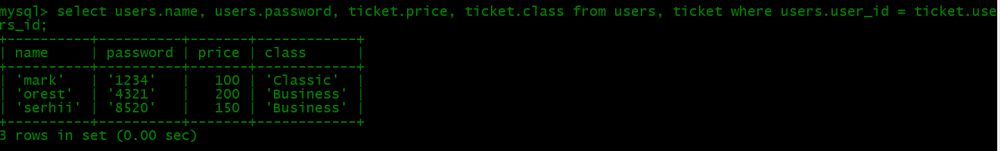 mysql> select users.name, users.password, ticket.price, ticket.class from users, ticket where users.user_id = ticket.use
rs_id;
+----------+----------+-------+------------+
| name     | password | price | class      |
+----------+----------+-------+------------+
| 'mark'   | '1234'   |   100 | 'Classic'  |
| 'orest'  | '4321'   |   200 | 'Business' |
| 'serhii' | '8520'   |   150 | 'Business' |
+----------+----------+-------+------------+
3 rows in set (0.00 sec)